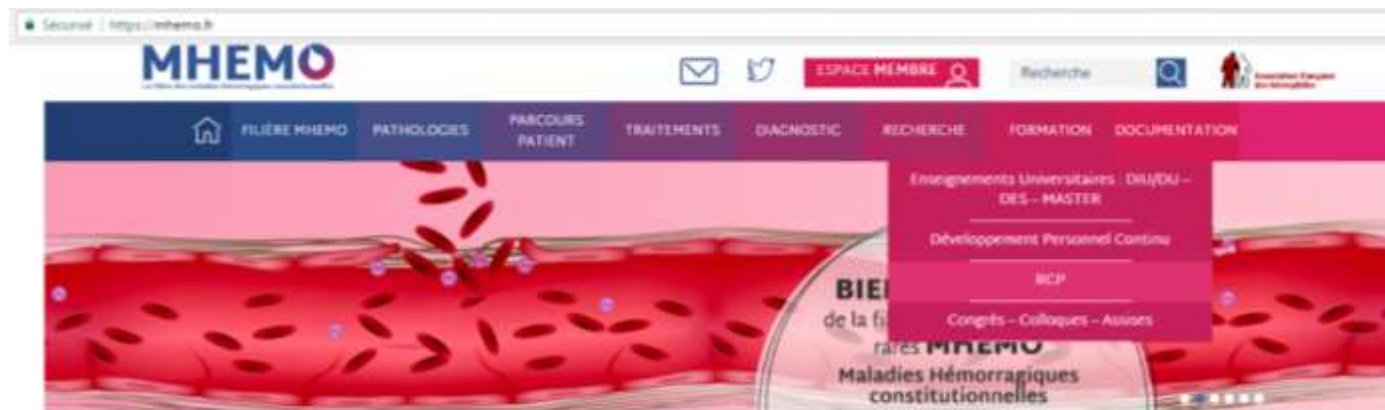 Sécurisé | https://mhemo.fr
MHEMO
ESPACE MEMBRE
Recherche
FILIÈRE MHEMO
PATHOLOGIES
PARCOURS
PATIENT
TRAITEMENTS
DIAGNOSTIC
RECHERCHE
FORMATION
DOCUMENTATION
Enseignements Universitaires DIU/DU –
DES – MASTER
Développement Personnel Continu
RCP
Congrès – Colloques – Assises
BIE
de la fi
rares MHEMO
Maladies Hémorragiques
constitutionnelles